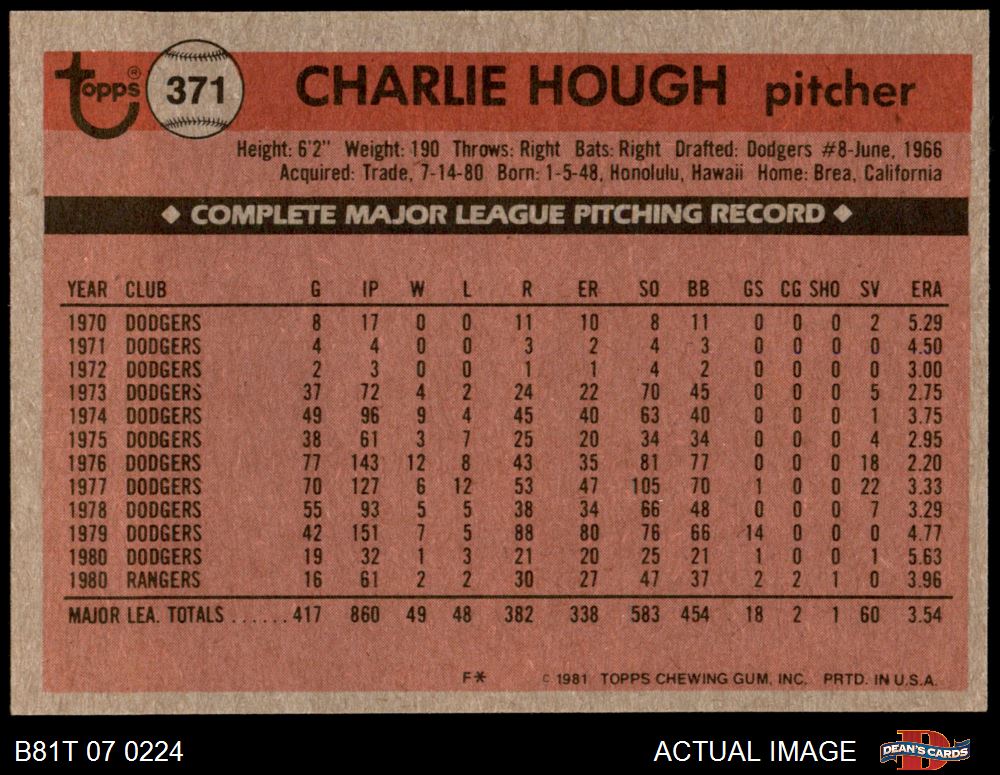 Topps® 371 CHARLIE HOUGH pitcher
Height: 6'2" Weight: 190 Throws: Right Bats: Right Drafted: Dodgers #8-June, 1966
Acquired: Trade, 7-14-80 Born: 1-5-48, Honolulu, Hawaii Home: Brea, California
◆ COMPLETE MAJOR LEAGUE PITCHING RECORD ◆
YEAR CLUB G IP W L R ER SO BB GS CG SHO SV ERA
1970 DODGERS 8 17 0 0 11 10 8 11 0 0 0 2 5.29
1971 DODGERS 4 4 0 0 3 2 4 3 0 0 0 0 4.50
1972 DODGERS 2 3 0 0 1 1 4 2 0 0 0 0 3.00
1973 DODGERS 37 72 4 2 24 22 70 45 0 0 0 5 2.75
1974 DODGERS 49 96 9 4 45 40 63 40 0 0 0 1 3.75
1975 DODGERS 38 61 3 7 25 20 34 34 0 0 0 4 2.95
1976 DODGERS 77 143 12 8 43 35 81 77 0 0 0 18 2.20
1977 DODGERS 70 127 6 12 53 47 105 70 1 0 0 22 3.33
1978 DODGERS 55 93 5 5 38 34 66 48 0 0 0 7 3.29
1979 DODGERS 42 151 7 5 88 80 76 66 14 0 0 0 4.77
1980 DODGERS 19 32 1 3 21 20 25 21 1 0 0 1 5.63
1980 RANGERS 16 61 2 2 30 27 47 37 2 2 1 0 3.96
MAJOR LEA. TOTALS ......417 860 49 48 382 338 583 454 18 2 1 60 3.54
F* © 1981 TOPPS CHEWING GUM, INC. PRTD. IN U.S.A.
B81T 07 0224 ACTUAL IMAGE DEAN'S CARDS